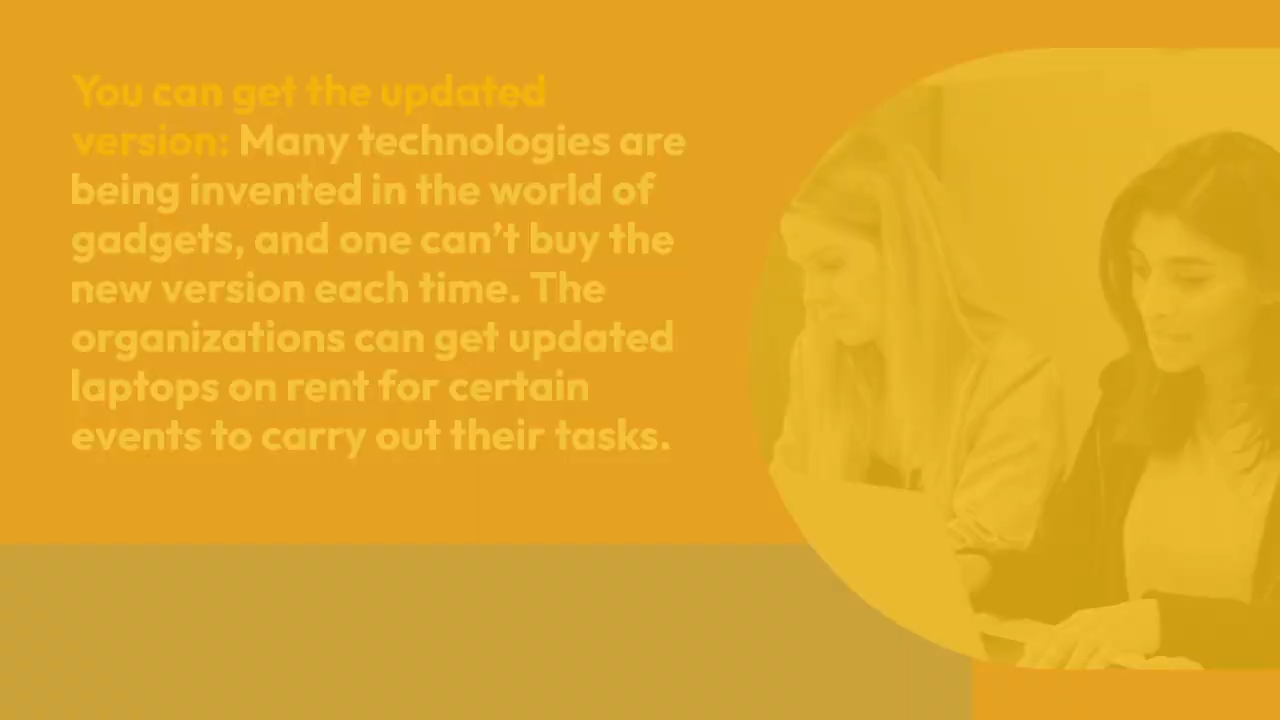 You can get the updated
version: Many technologies are
being invented in the world of
gadgets, and one can't buy the
new version each time. The
organizations can get updated
laptops on rent for certain
events to carry out their tasks.